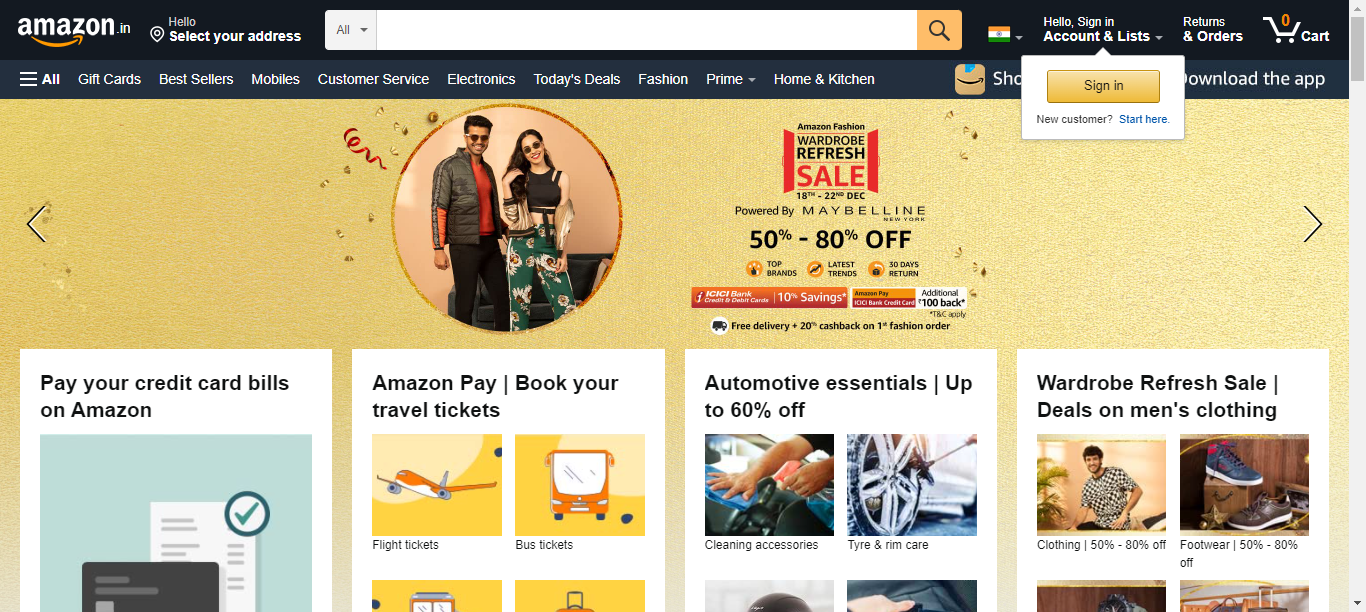 amazon.in
Hello
Select your address
All
Hello, Sign in
Account & Lists
Returns
& Orders
0
Cart
All
Gift Cards
Best Sellers
Mobiles
Customer Service
Electronics
Today's Deals
Fashion
Prime
Home & Kitchen
Sho
Download the app
Sign in
New customer? Start here.
Amazon Fashion
WARDROBE
REFRESH
SALE
18TH - 22ND DEC
Powered By MAYBELLINE
NEW YORK
50% - 80% OFF
TOP
BRANDS
LATEST
TRENDS
30 DAYS
RETURN
ICICI Bank
Credit & Debit Cards
10% Savings*
Amazon Pay
ICICI Bank Credit Card
Additional
₹100 back*
*T&C apply
Free delivery + 20% cashback on 1st fashion order
Pay your credit card bills
on Amazon
Amazon Pay | Book your
travel tickets
Flight tickets
Bus tickets
Automotive essentials | Up
to 60% off
Cleaning accessories
Tyre & rim care
Wardrobe Refresh Sale |
Deals on men's clothing
Clothing | 50% - 80% off
Footwear | 50% - 80%
off